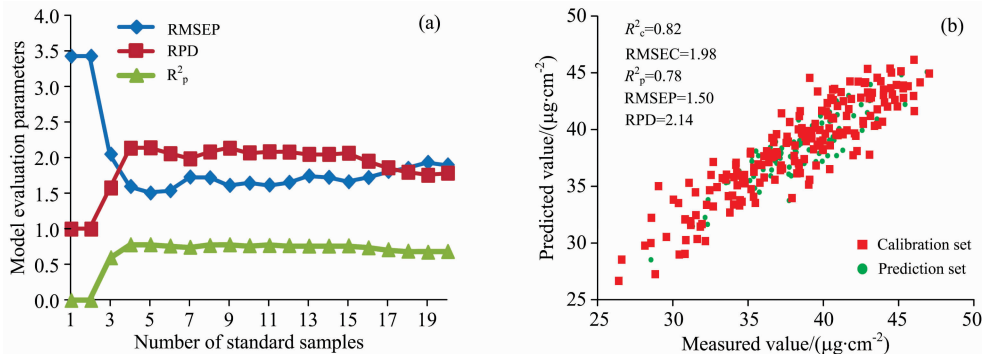 (a)
RMSEP
RPD
R²ₚ
Model evaluation parameters
4.0
3.5
3.0
2.5
2.0
1.5
1.0
0.5
0.0
1 3 5 7 9 11 13 15 17 19
Number of standard samples
(b)
R²c=0.82
RMSEC=1.98
R²ₚ=0.78
RMSEP=1.50
RPD=2.14
Predicted value/(μg·cm⁻²)
50
45
40
35
30
25
Calibration set
Prediction set
25 30 35 40 45 50
Measured value/(μg·cm⁻²)